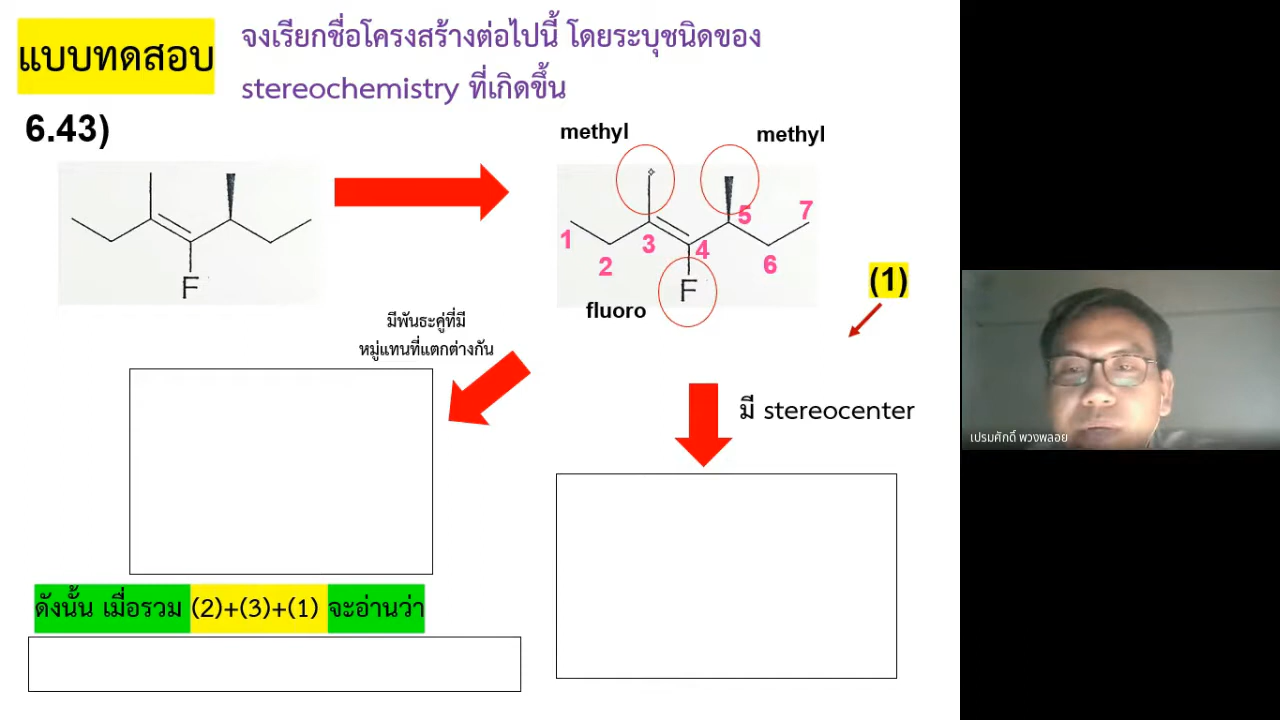 แบบทดสอบ
จงเรียกชื่อโครงสร้างต่อไปนี้ โดยระบุชนิดของ
stereochemistry ที่เกิดขึ้น
6.43)
F
methyl
methyl
1
2
3
4
5
6
7
F
fluoro
(1)
มีพันธะคู่ที่มี
หมู่แทนที่แตกต่างกัน
มี stereocenter
ดังนั้น เมื่อรวม (2)+(3)+(1) จะอ่านว่า
เปรมศักดิ์ พวงพลอย